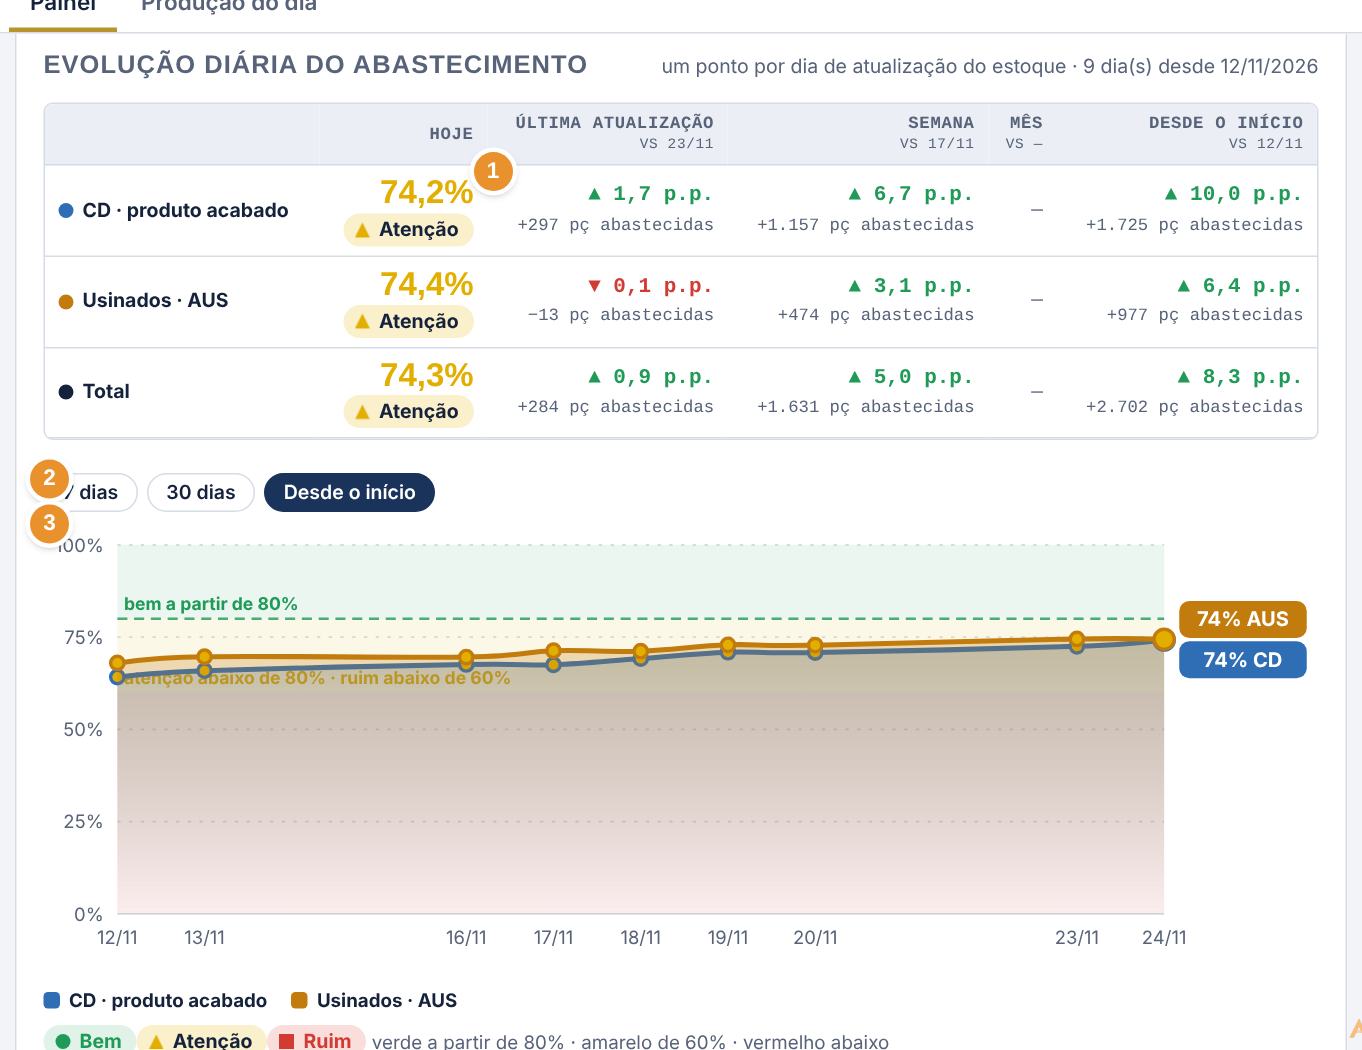 Painel Produção do dia
EVOLUÇÃO DIÁRIA DO ABASTECIMENTO
um ponto por dia de atualização do estoque · 9 dia(s) desde 12/11/2026
HOJE
ÚLTIMA ATUALIZAÇÃO
VS 23/11
SEMANA
VS 17/11
MÊS
VS —
DESDE O INÍCIO
VS 12/11
1
CD · produto acabado
74,2%
▲ Atenção
▲ 1,7 p.p.
+297 pç abastecidas
▲ 6,7 p.p.
+1.157 pç abastecidas
—
▲ 10,0 p.p.
+1.725 pç abastecidas
Usinados · AUS
74,4%
▲ Atenção
▼ 0,1 p.p.
−13 pç abastecidas
▲ 3,1 p.p.
+474 pç abastecidas
—
▲ 6,4 p.p.
+977 pç abastecidas
Total
74,3%
▲ Atenção
▲ 0,9 p.p.
+284 pç abastecidas
▲ 5,0 p.p.
+1.631 pç abastecidas
—
▲ 8,3 p.p.
+2.702 pç abastecidas
2
7 dias
30 dias
Desde o início
3
100%
bem a partir de 80%
75%
atenção abaixo de 80% · ruim abaixo de 60%
50%
25%
0%
74% AUS
74% CD
12/11 13/11 16/11 17/11 18/11 19/11 20/11 23/11 24/11
CD · produto acabado Usinados · AUS
Bem ▲ Atenção Ruim verde a partir de 80% · amarelo de 60% · vermelho abaixo